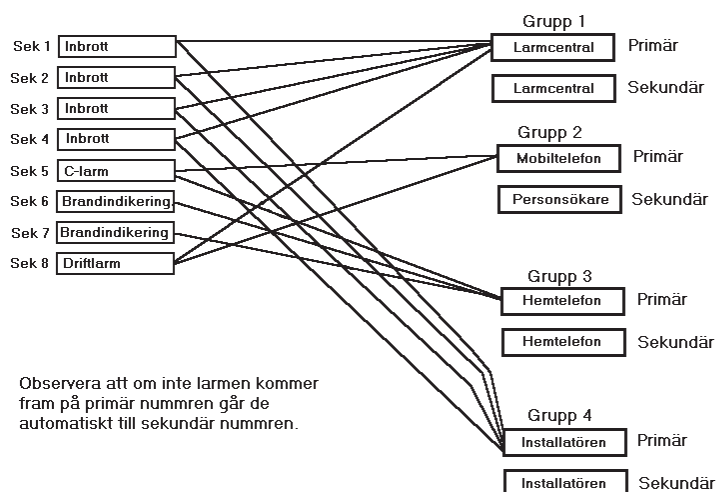 Sek 1 Inbrott
Sek 2 Inbrott
Sek 3 Inbrott
Sek 4 Inbrott
Sek 5 C-larm
Sek 6 Brandindikering
Sek 7 Brandindikering
Sek 8 Driftlarm
Grupp 1
Larmcentral Primär
Larmcentral Sekundär
Grupp 2
Mobiltelefon Primär
Personsökare Sekundär
Grupp 3
Hemtelefon Primär
Hemtelefon Sekundär
Grupp 4
Installatören Primär
Installatören Sekundär
Observera att om inte larmen kommer
fram på primär nummren går de
automatiskt till sekundär nummren.